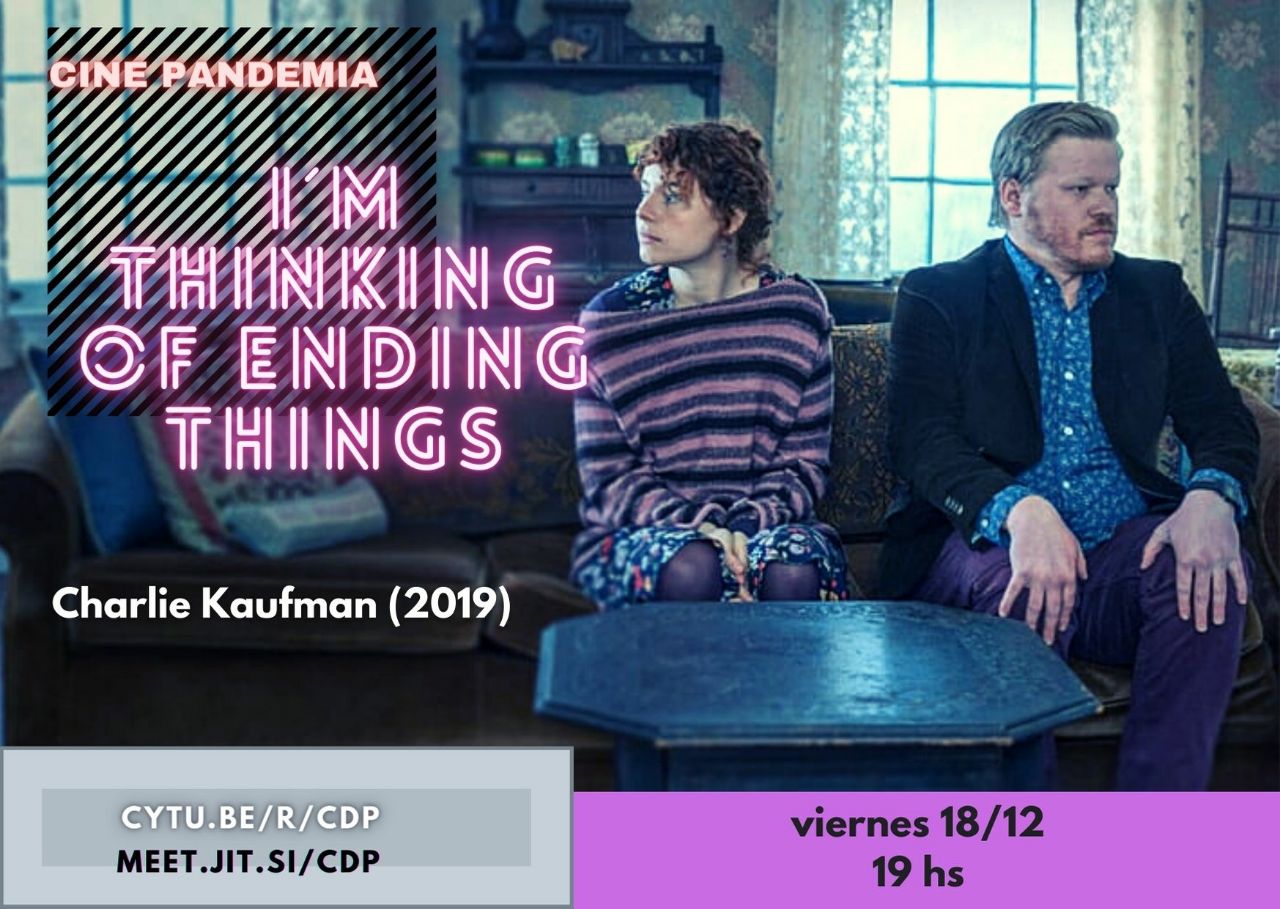 CINE PANDEMIA
I´M
THINKING
OF ENDING
THINGS
Charlie Kaufman (2019)
CYTU.BE/R/CDP
MEET.JIT.SI/CDP
viernes 18/12
19 hs